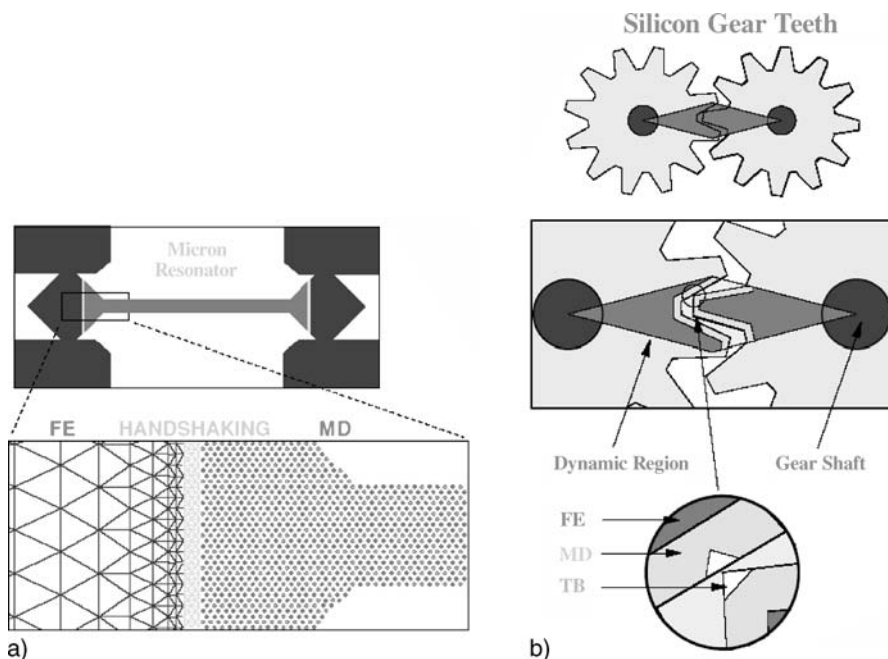 Micron
Resonator
FE HANDSHAKING MD
a)
Silicon Gear Teeth
Dynamic Region
Gear Shaft
FE
MD
TB
b)